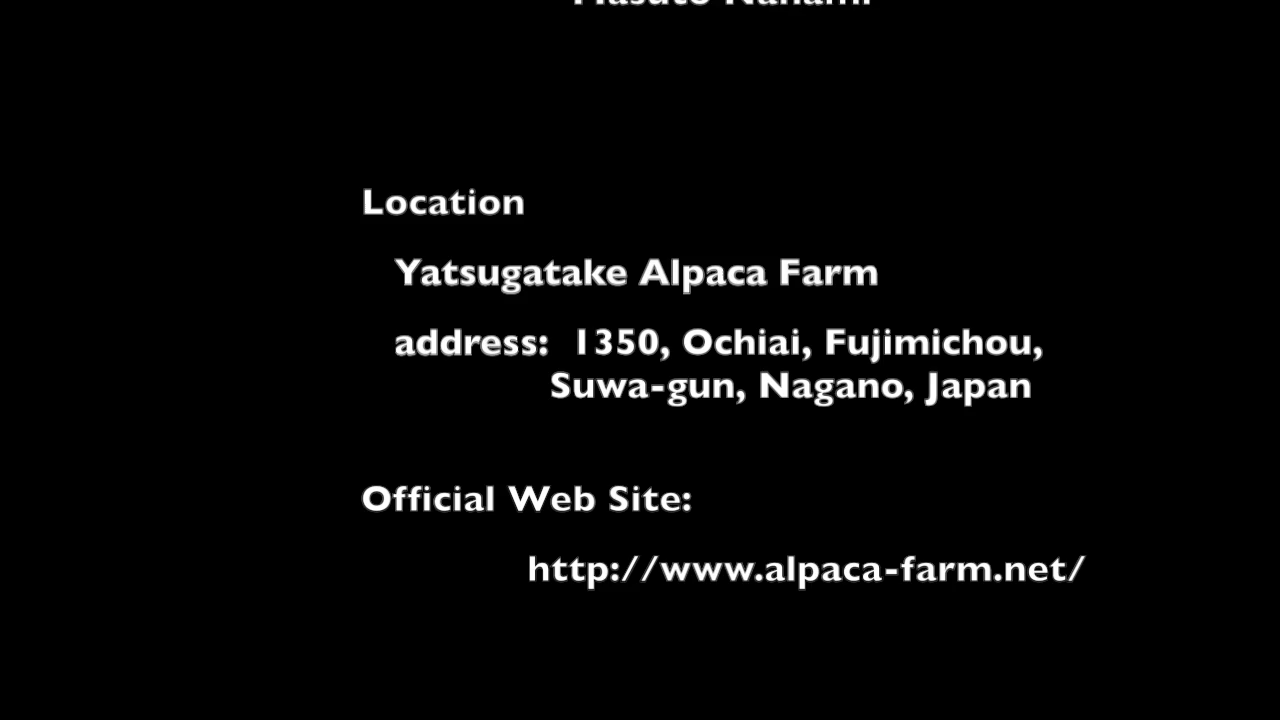 Location
Yatsugatake Alpaca Farm
address: 1350, Ochiai, Fujimichou,
Suwa-gun, Nagano, Japan
Official Web Site:
http://www.alpaca-farm.net/